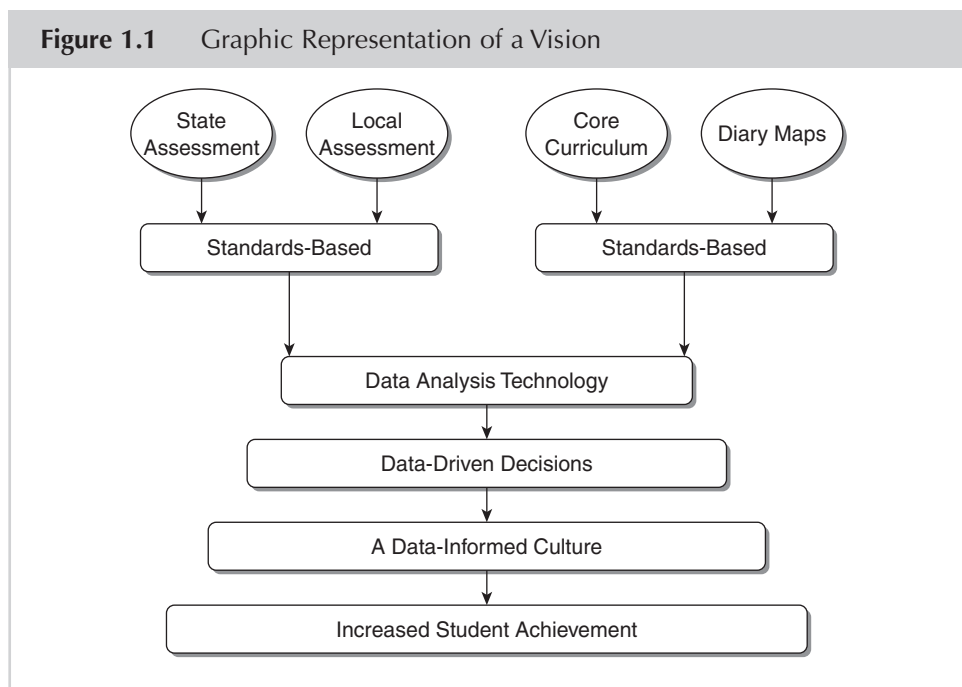 Figure 1.1 Graphic Representation of a Vision
State
Assessment
Local
Assessment
Core
Curriculum
Diary Maps
Standards-Based
Standards-Based
Data Analysis Technology
Data-Driven Decisions
A Data-Informed Culture
Increased Student Achievement